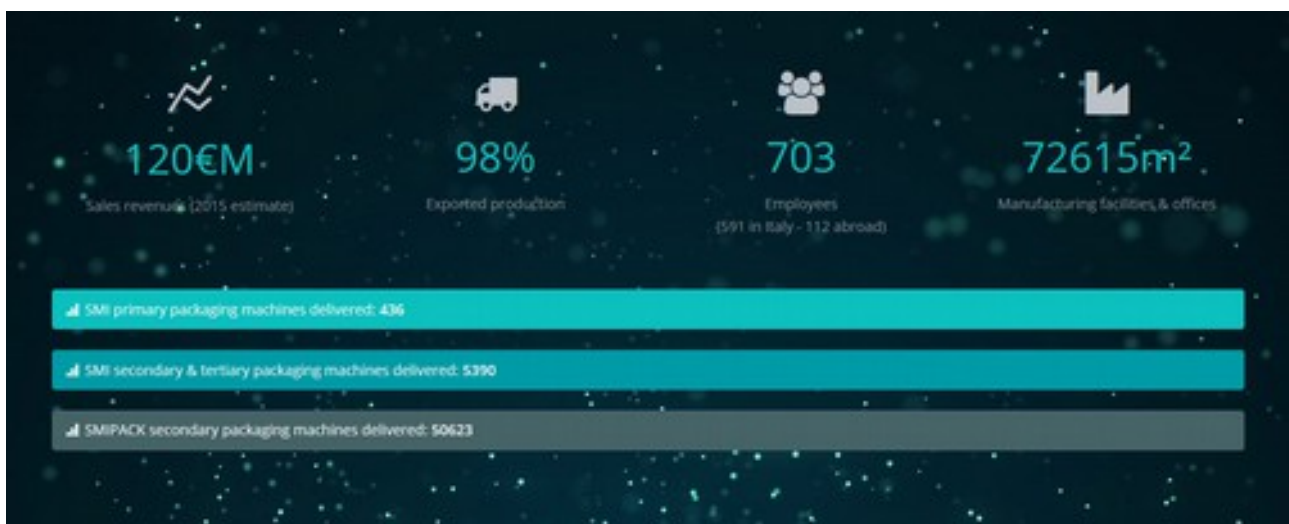 120€M
98%
703
72615m²
Sales revenues (2015 estimate)
Exported production
Employees
(591 in Italy - 112 abroad)
Manufacturing facilities & offices
SMI primary packaging machines delivered: 436
SMI secondary & tertiary packaging machines delivered: 5390
SMIPACK secondary packaging machines delivered: 50623